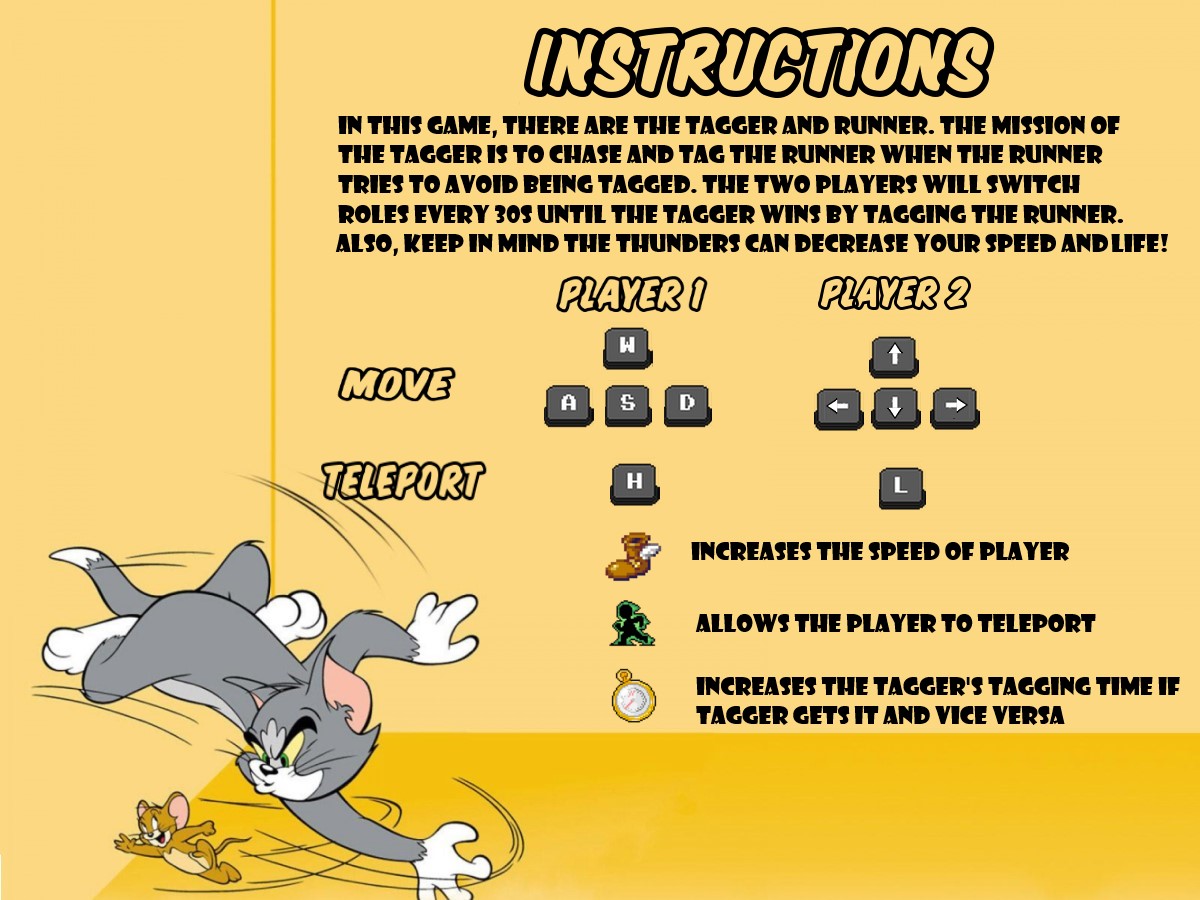 INSTRUCTIONS
IN THIS GAME, THERE ARE THE TAGGER AND RUNNER. THE MISSION OF
THE TAGGER IS TO CHASE AND TAG THE RUNNER WHEN THE RUNNER
TRIES TO AVOID BEING TAGGED. THE TWO PLAYERS WILL SWITCH
ROLES EVERY 30S UNTIL THE TAGGER WINS BY TAGGING THE RUNNER.
ALSO, KEEP IN MIND THE THUNDERS CAN DECREASE YOUR SPEED AND LIFE!
PLAYER 1 PLAYER 2
MOVE
W ↑
A S D ← ↓ →
TELEPORT H L
INCREASES THE SPEED OF PLAYER
ALLOWS THE PLAYER TO TELEPORT
INCREASES THE TAGGER'S TAGGING TIME IF
TAGGER GETS IT AND VICE VERSA